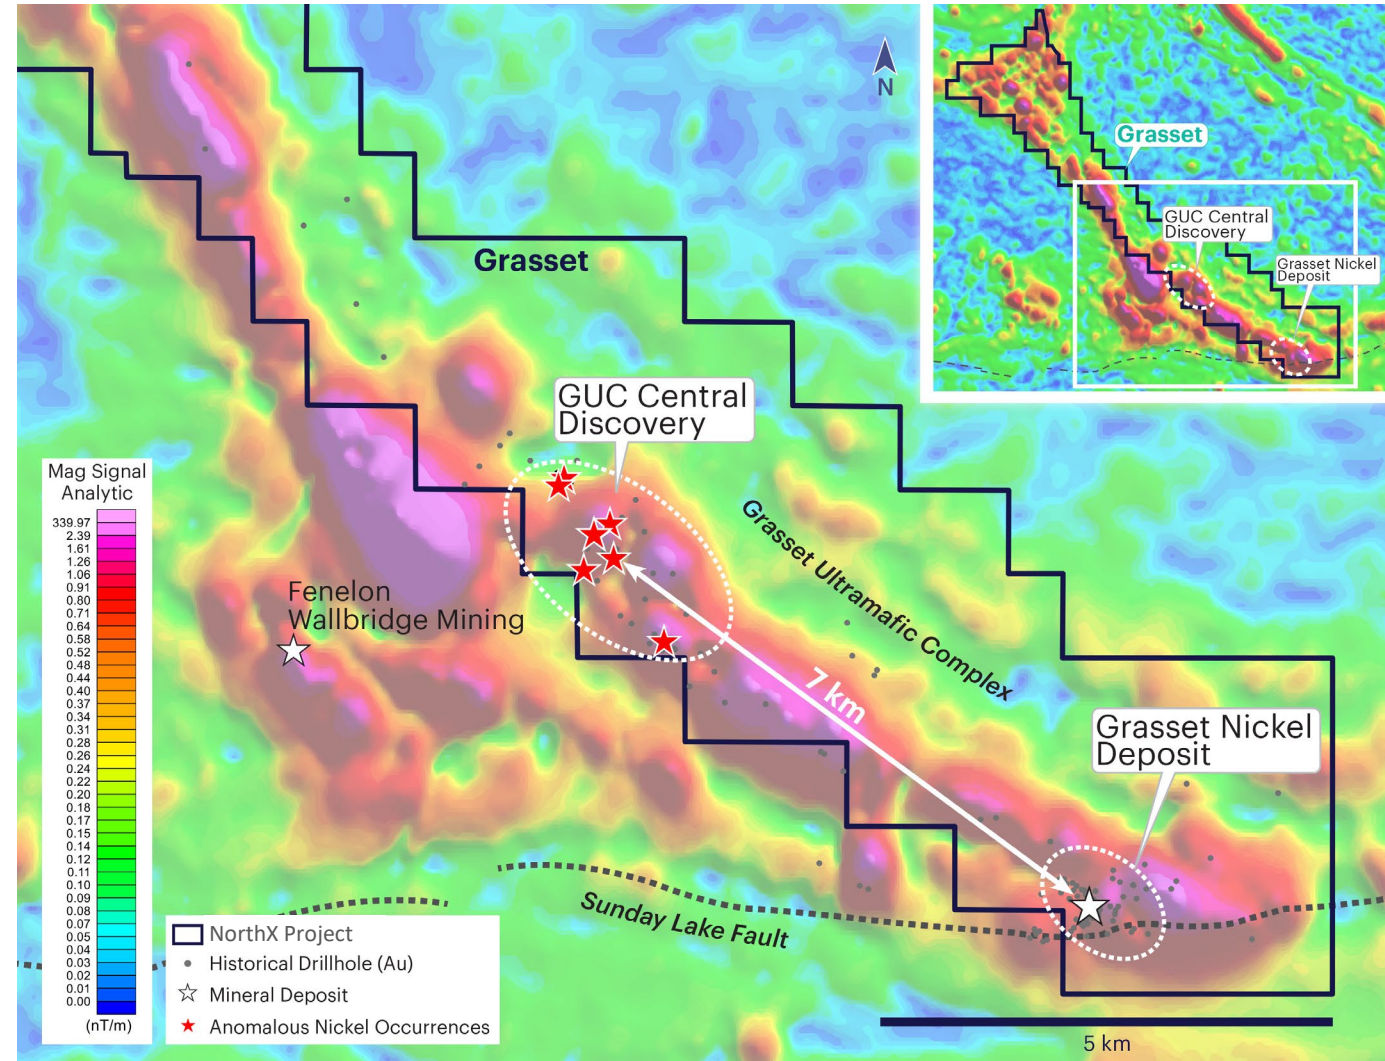 N
Grasset
GUC Central
Discovery
Grasset Ultramafic Complex
Fenelon
Wallbridge Mining
7 km
Grasset Nickel
Deposit
Sunday Lake Fault
5 km
Mag Signal
Analytic
339.97
2.39
1.61
1.26
1.06
0.91
0.80
0.71
0.64
0.58
0.52
0.48
0.44
0.40
0.37
0.34
0.31
0.28
0.26
0.24
0.22
0.20
0.18
0.17
0.15
0.14
0.12
0.11
0.10
0.09
0.08
0.07
0.05
0.04
0.03
0.02
0.01
0.00
(nT/m)
NorthX Project
Historical Drillhole (Au)
Mineral Deposit
Anomalous Nickel Occurrences
Grasset
GUC Central
Discovery
Grasset Nickel
Deposit